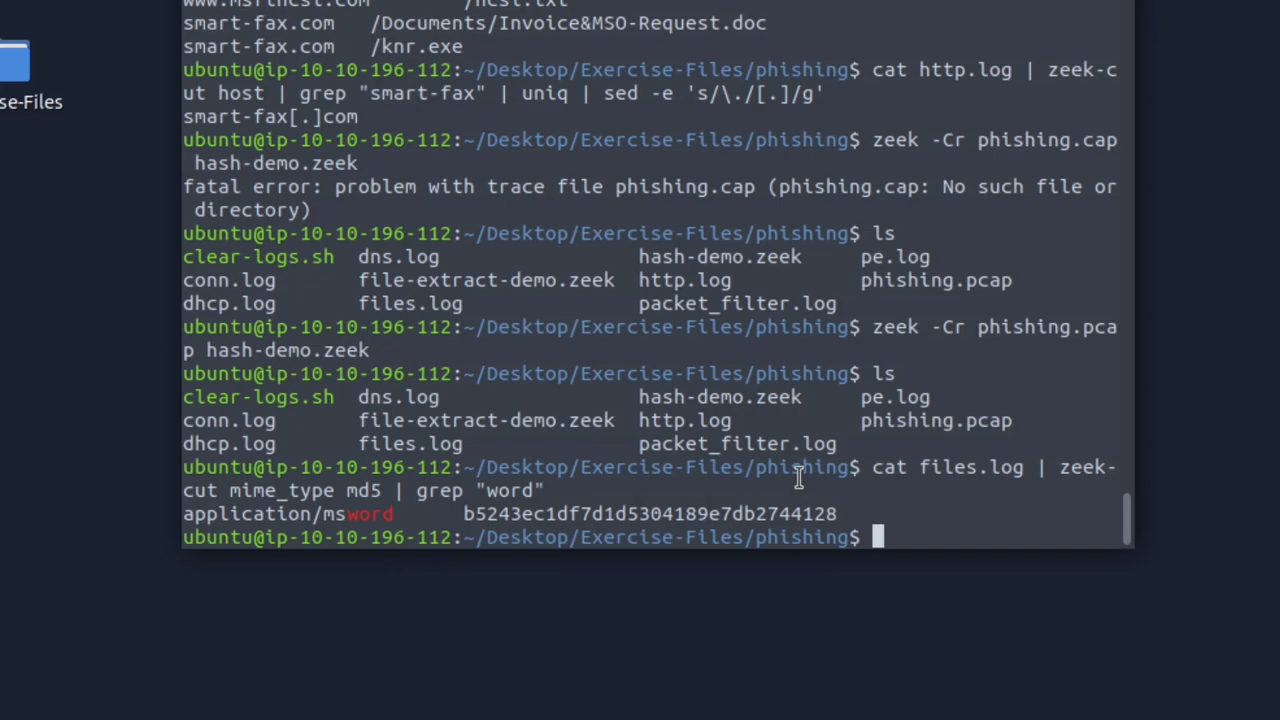 www.msftncsi.com /ncsi.txt
smart-fax.com /Documents/Invoice&MSO-Request.doc
smart-fax.com /knr.exe
ubuntu@ip-10-10-196-112:~/Desktop/Exercise-Files/phishing$ cat http.log | zeek-c
ut host | grep "smart-fax" | uniq | sed -e 's/\./[.]/g'
se-Files
smart-fax[.]com
ubuntu@ip-10-10-196-112:~/Desktop/Exercise-Files/phishing$ zeek -Cr phishing.cap
hash-demo.zeek
fatal error: problem with trace file phishing.cap (phishing.cap: No such file or
directory)
ubuntu@ip-10-10-196-112:~/Desktop/Exercise-Files/phishing$ ls
clear-logs.sh dns.log hash-demo.zeek pe.log
conn.log file-extract-demo.zeek http.log phishing.pcap
dhcp.log files.log packet_filter.log
ubuntu@ip-10-10-196-112:~/Desktop/Exercise-Files/phishing$ zeek -Cr phishing.pca
p hash-demo.zeek
ubuntu@ip-10-10-196-112:~/Desktop/Exercise-Files/phishing$ ls
clear-logs.sh dns.log hash-demo.zeek pe.log
conn.log file-extract-demo.zeek http.log phishing.pcap
dhcp.log files.log packet_filter.log
ubuntu@ip-10-10-196-112:~/Desktop/Exercise-Files/phishing$ cat files.log | zeek-
cut mime_type md5 | grep "word"
application/msword b5243ec1df7d1d5304189e7db2744128
ubuntu@ip-10-10-196-112:~/Desktop/Exercise-Files/phishing$